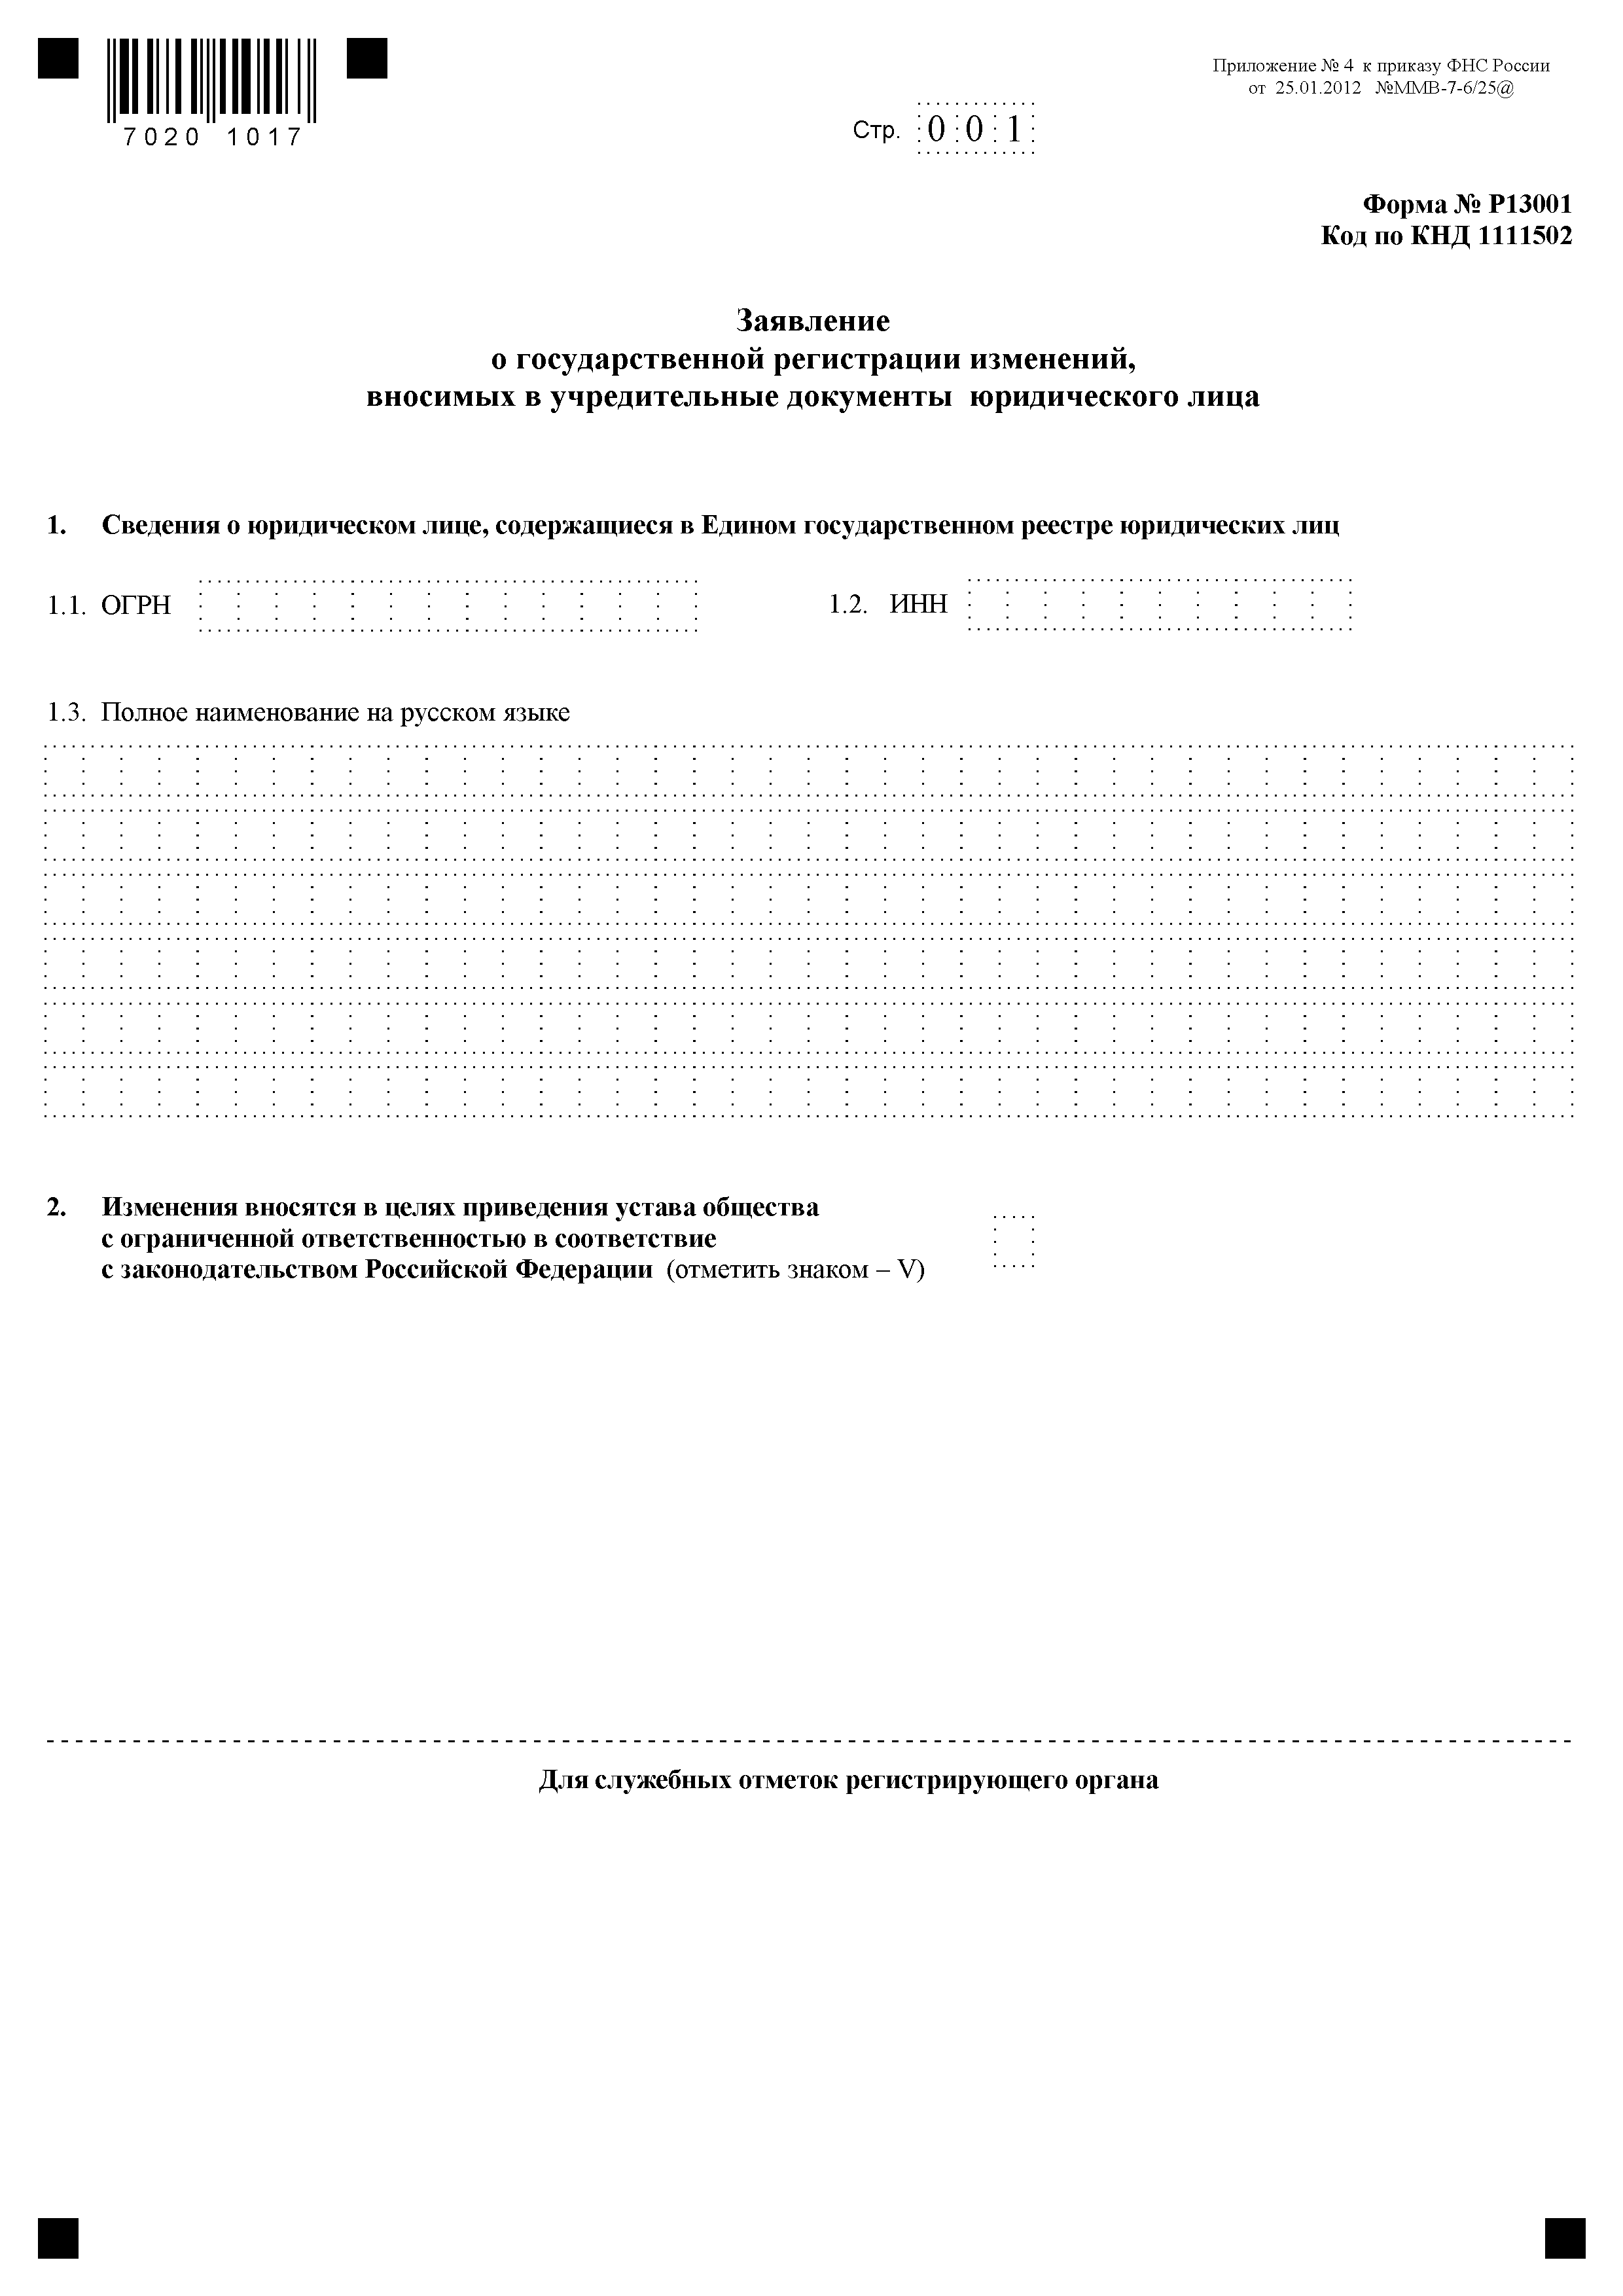 7020 1017
Приложение № 4 к приказу ФНС России
от 25.01.2012 №ММВ-7-6/25@
Стр. 001
Форма № Р13001
Код по КНД 1111502
Заявление
о государственной регистрации изменений,
вносимых в учредительные документы юридического лица
1. Сведения о юридическом лице, содержащиеся в Едином государственном реестре юридических лиц
1.1. ОГРН
1.2. ИНН
1.3. Полное наименование на русском языке
2. Изменения вносятся в целях приведения устава общества
с ограниченной ответственностью в соответствие
с законодательством Российской Федерации (отметить знаком – V)
Для служебных отметок регистрирующего органа